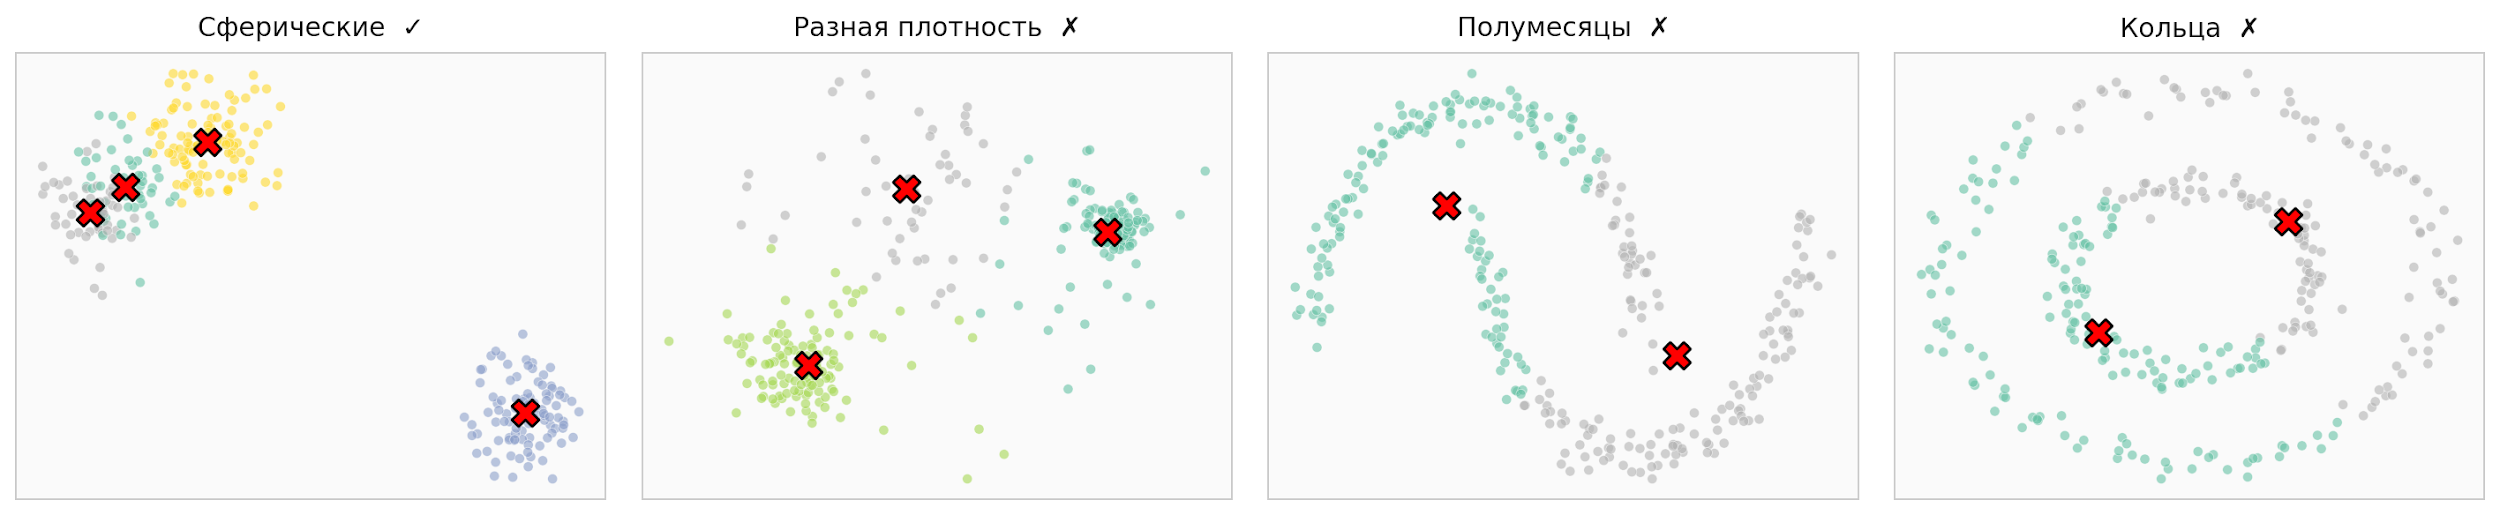 Сферические ✓
Разная плотность ✗
Полумесяцы ✗
Кольца ✗